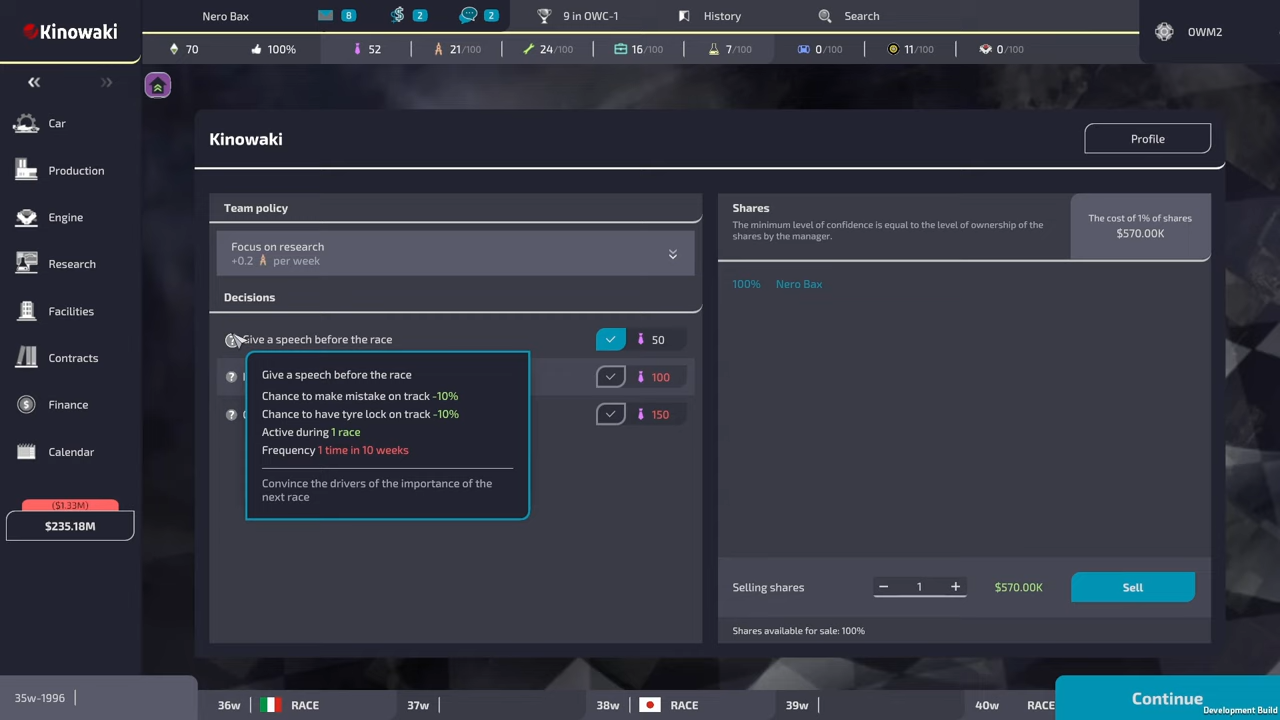 Kinowaki
Nero Bax
8
2
2
9 in OWC-1
History
Search
OWM2
70
100%
52
21/100
24/100
16/100
7/100
0/100
11/100
0/100
Car
Production
Engine
Research
Facilities
Contracts
Finance
Calendar
($1.33M)
$235.18M
Kinowaki
Profile
Team policy
Focus on research
+0.2 per week
Decisions
Give a speech before the race
50
100
150
Give a speech before the race
Chance to make mistake on track -10%
Chance to have tyre lock on track -10%
Active during 1 race
Frequency 1 time in 10 weeks
Convince the drivers of the importance of the
next race
Shares
The minimum level of confidence is equal to the level of ownership of the
shares by the manager.
The cost of 1% of shares
$570.00K
100% Nero Bax
Selling shares
1
$570.00K
Sell
Shares available for sale: 100%
35w-1996
36w
RACE
37w
38w
RACE
39w
40w
RACE
Continue
Development Build